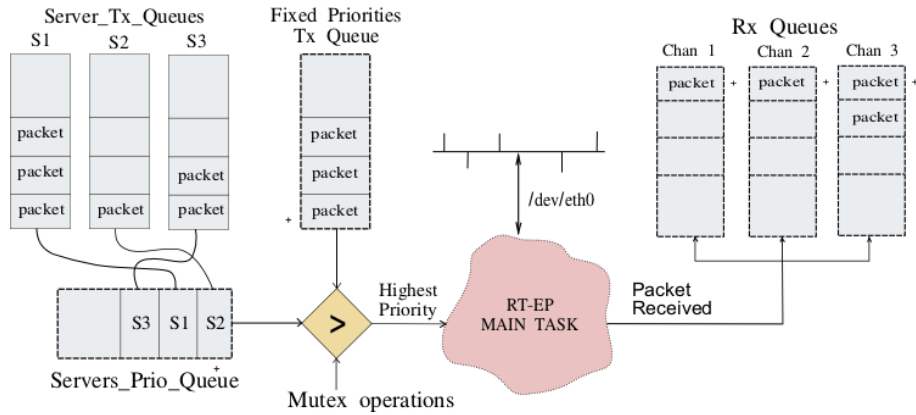 Server_Tx_Queues
S1 S2 S3
packet
packet packet
packet packet packet
Fixed Priorities
Tx Queue
packet
packet
+ packet
Rx Queues
Chan 1 Chan 2 Chan 3
packet + packet + packet +
packet
/dev/eth0
S3 S1 S2
+
Servers_Prio_Queue
>
Highest
Priority
RT-EP
MAIN TASK
Packet
Received
Mutex operations